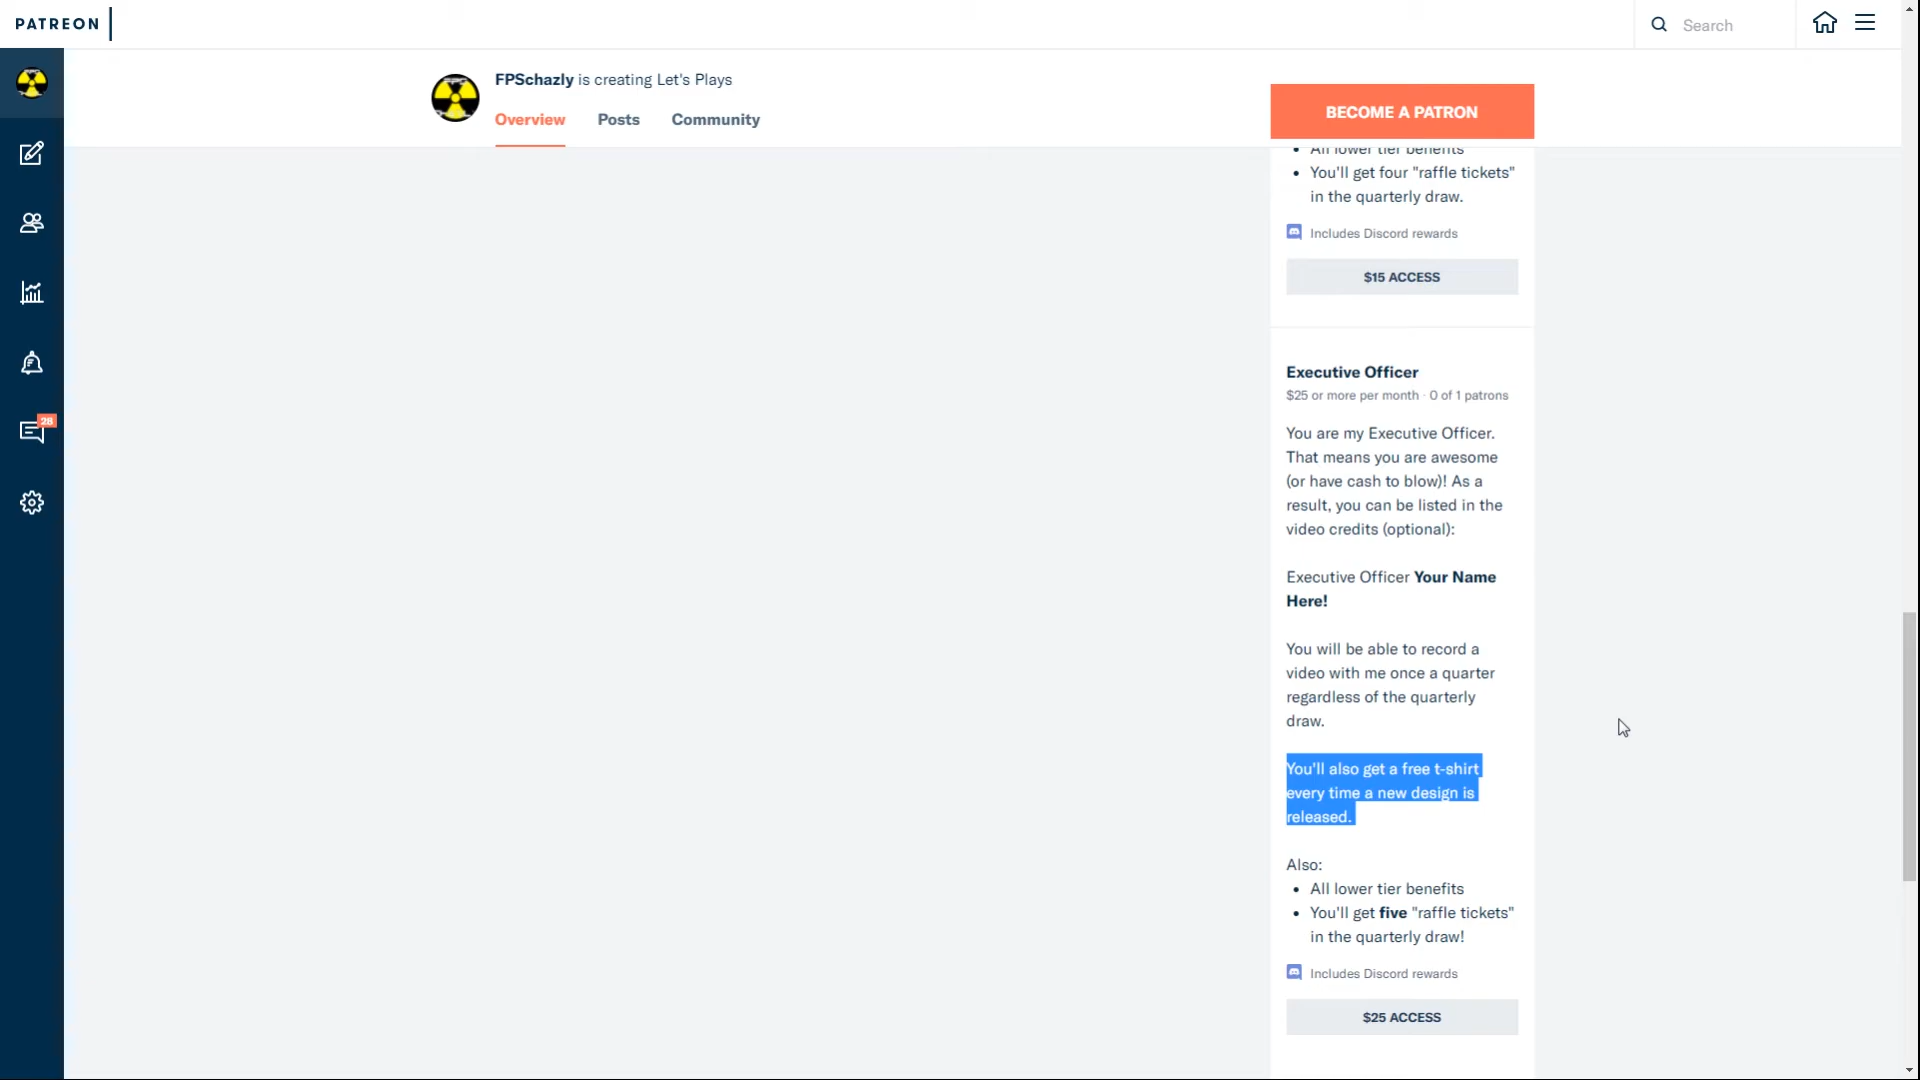 PATREON
Search
FPSchazly is creating Let's Plays
Overview
Posts
Community
BECOME A PATRON
28
• All lower tier benefits
• You'll get four "raffle tickets"
in the quarterly draw.
Includes Discord rewards
$15 ACCESS
Executive Officer
$25 or more per month · 0 of 1 patrons
You are my Executive Officer.
That means you are awesome
(or have cash to blow)! As a
result, you can be listed in the
video credits (optional):
Executive Officer Your Name
Here!
You will be able to record a
video with me once a quarter
regardless of the quarterly
draw.
You'll also get a free t-shirt
every time a new design is
released.
Also:
• All lower tier benefits
• You'll get five "raffle tickets"
in the quarterly draw!
Includes Discord rewards
$25 ACCESS